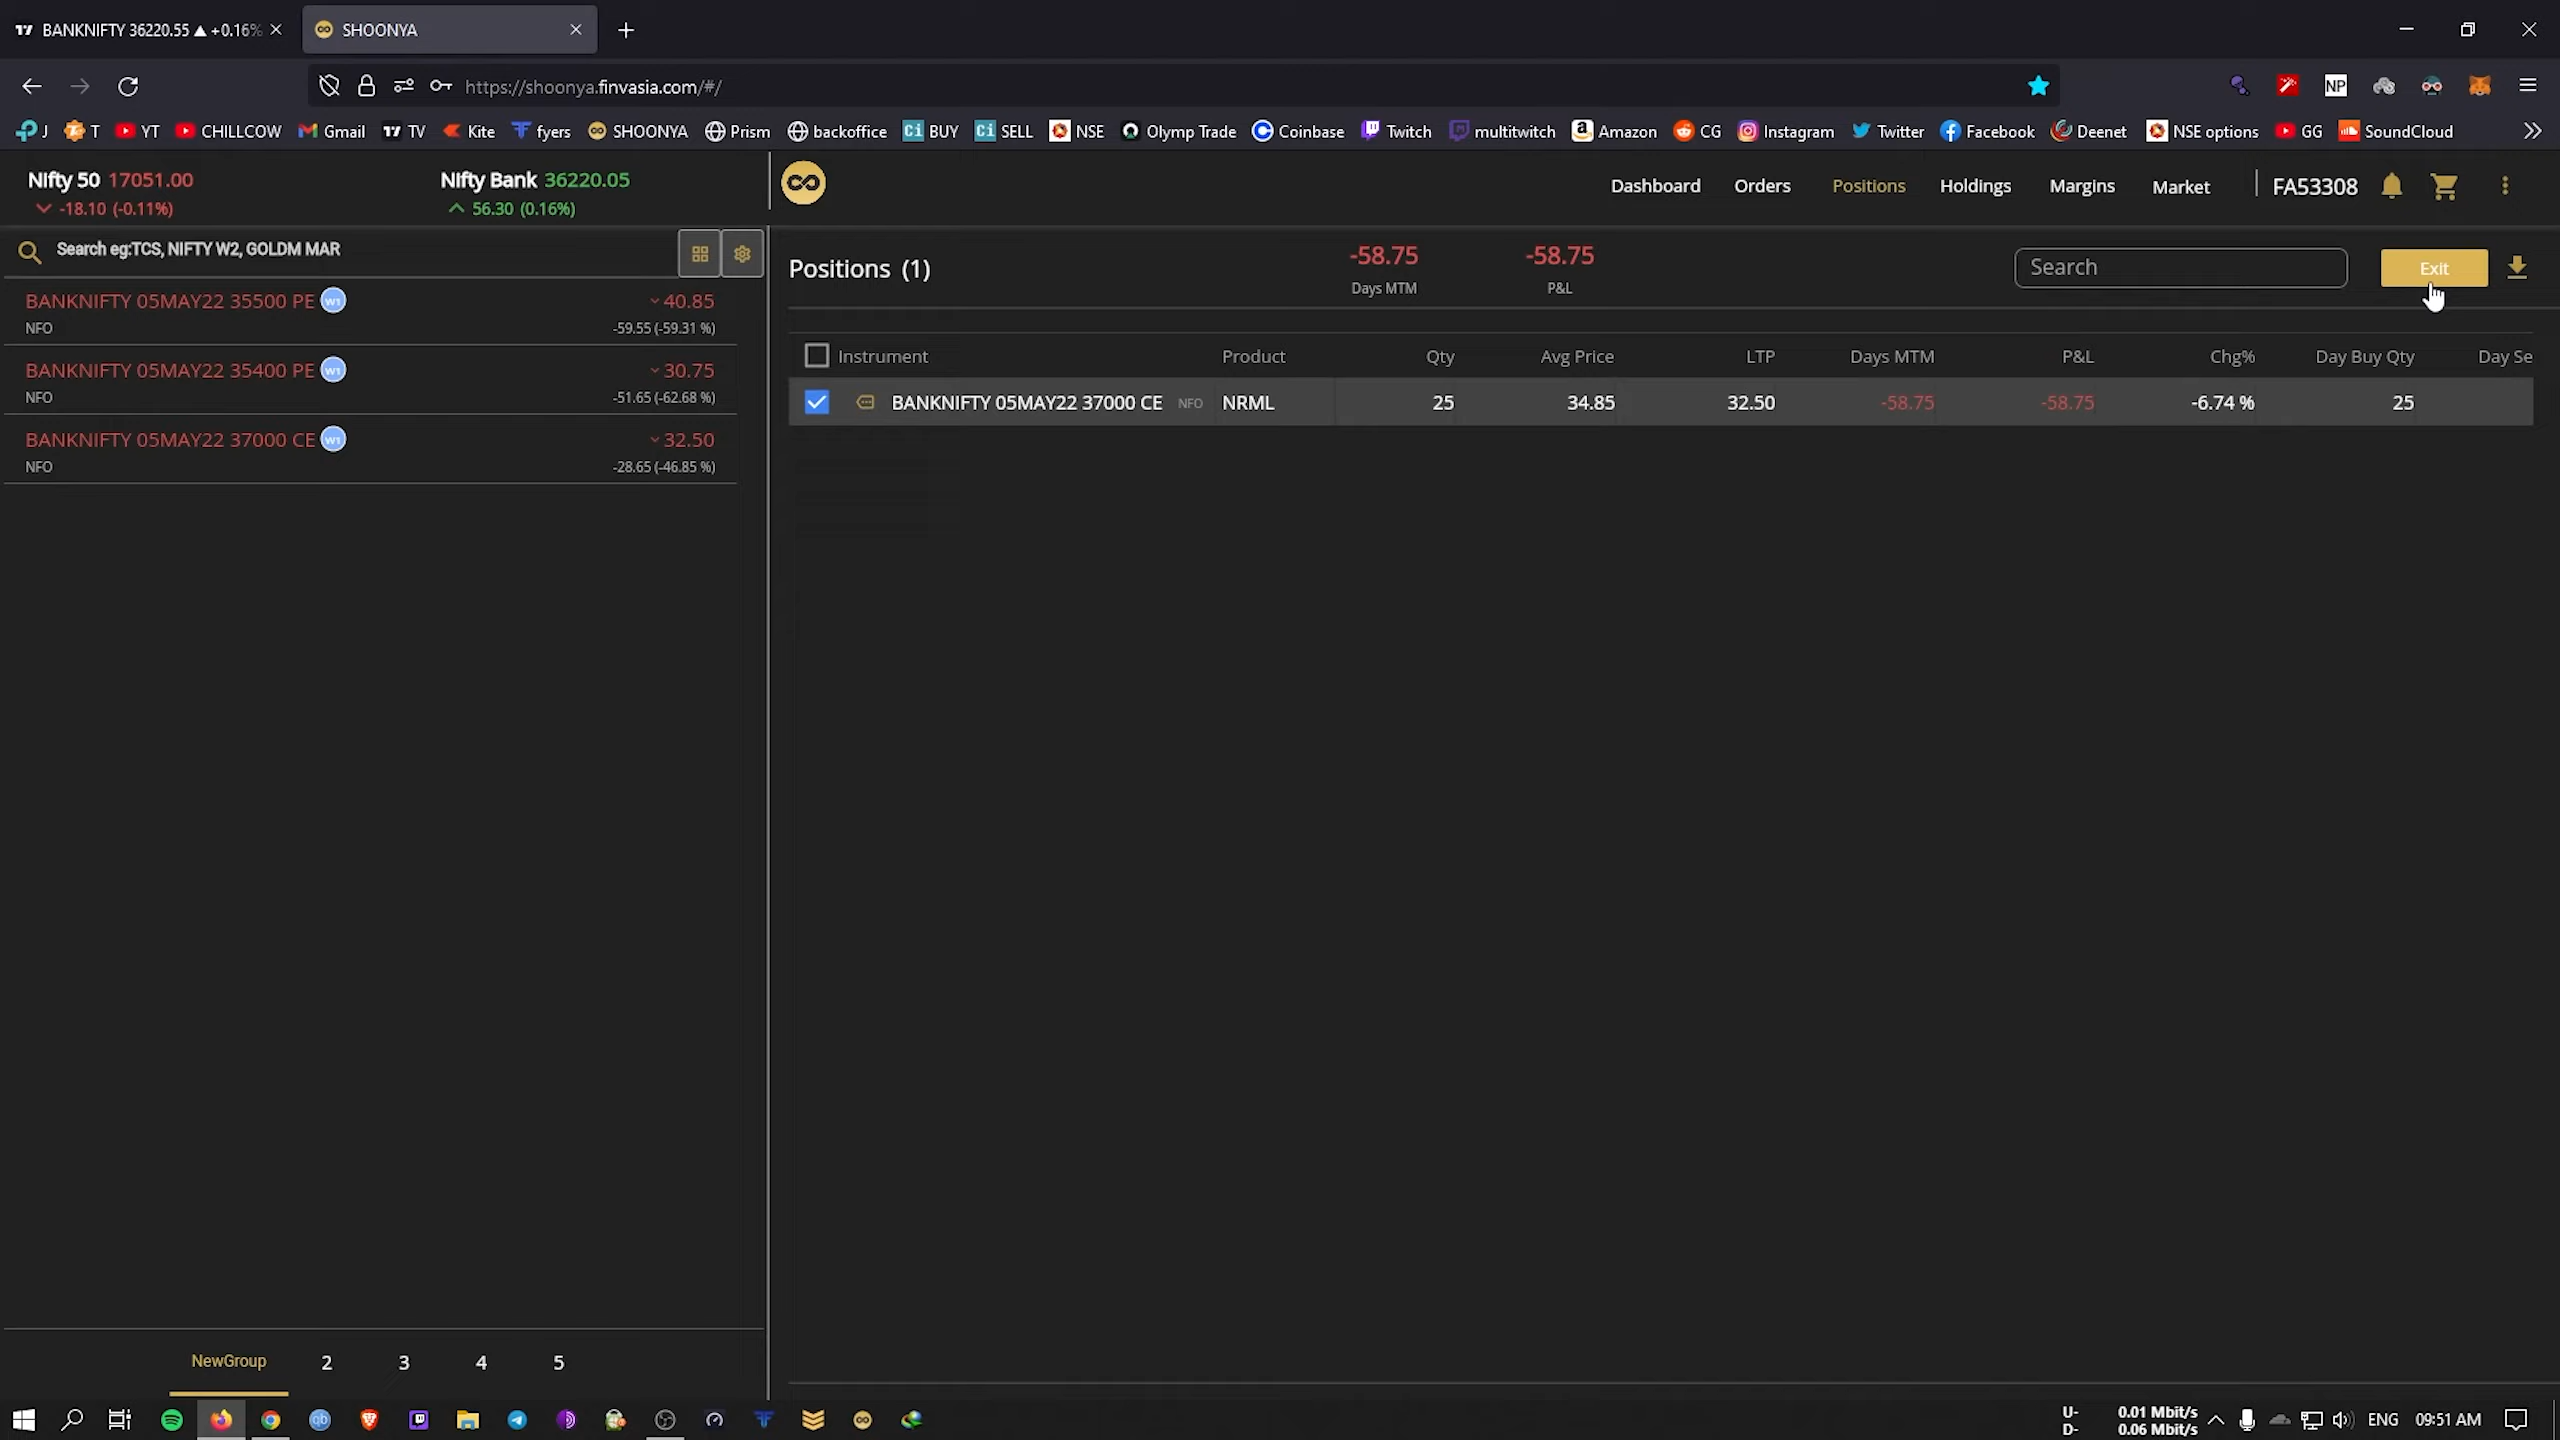 BANKNIFTY 36220.55 ▲ +0.16%
SHOONYA
https://shoonya.finvasia.com/#/
NP
J T YT CHILLCOW Gmail TV Kite fyers SHOONYA Prism backoffice Ci BUY Ci SELL NSE Olymp Trade Coinbase Twitch multitwitch Amazon CG Instagram Twitter Facebook Deenet NSE options GG SoundCloud
Nifty 50 17051.00
-18.10 (-0.11%)
Nifty Bank 36220.05
56.30 (0.16%)
Dashboard Orders Positions Holdings Margins Market FA53308
Search eg:TCS, NIFTY W2, GOLDM MAR
BANKNIFTY 05MAY22 35500 PE W1 40.85
NFO -59.55 (-59.31 %)
BANKNIFTY 05MAY22 35400 PE W1 30.75
NFO -51.65 (-62.68 %)
BANKNIFTY 05MAY22 37000 CE W1 32.50
NFO -28.65 (-46.85 %)
NewGroup 2 3 4 5
Positions (1)
-58.75
Days MTM
-58.75
P&L
Search
Exit
Instrument Product Qty Avg Price LTP Days MTM P&L Chg% Day Buy Qty Day Se
BANKNIFTY 05MAY22 37000 CE NFO NRML 25 34.85 32.50 -58.75 -58.75 -6.74 % 25
qb
U- 0.01 Mbit/s
D- 0.06 Mbit/s
ENG 09:51 AM